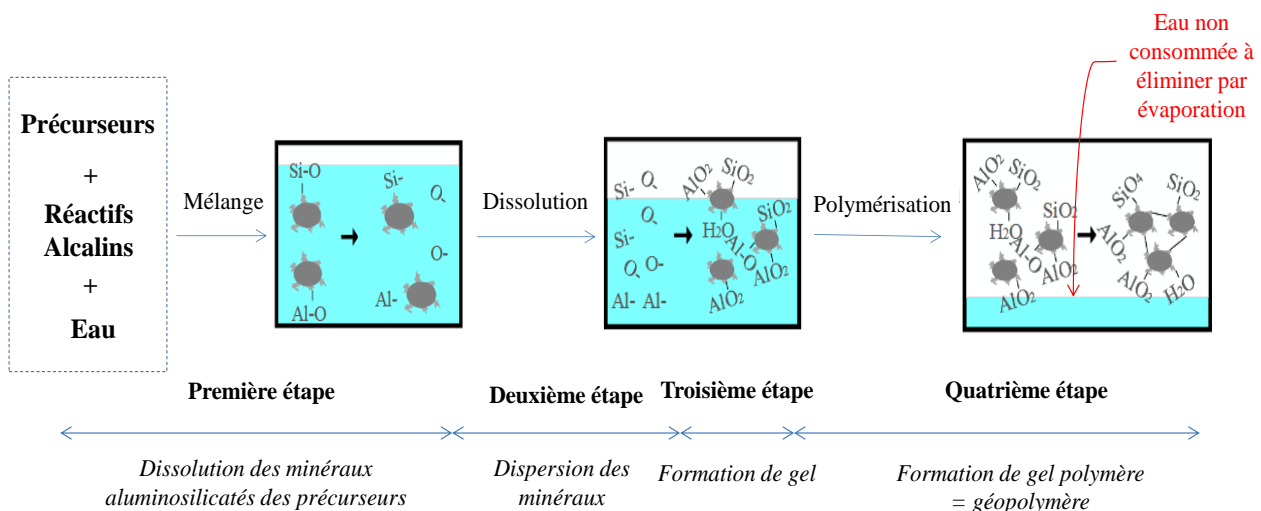 Eau non
consommée à
éliminer par
évaporation
Précurseurs
+
Réactifs
Alcalins
+
Eau
Mélange
Si-O
Al-O
Si-
O-
O-
Al-
Dissolution
Si-
O-
O-
Si-
O-
O-
Al-
Al-
AlO2
SiO2
H2O
SiO2
Al-O
AlO2
AlO2
Polymérisation
AlO2
SiO2
H2O
SiO2
Al-O
AlO2
AlO2
SiO4
SiO2
AlO2
AlO2
H2O
Première étape
Deuxième étape
Troisième étape
Quatrième étape
Dissolution des minéraux
aluminosilicatés des précurseurs
Dispersion des
minéraux
Formation de gel
Formation de gel polymère
= géopolymère